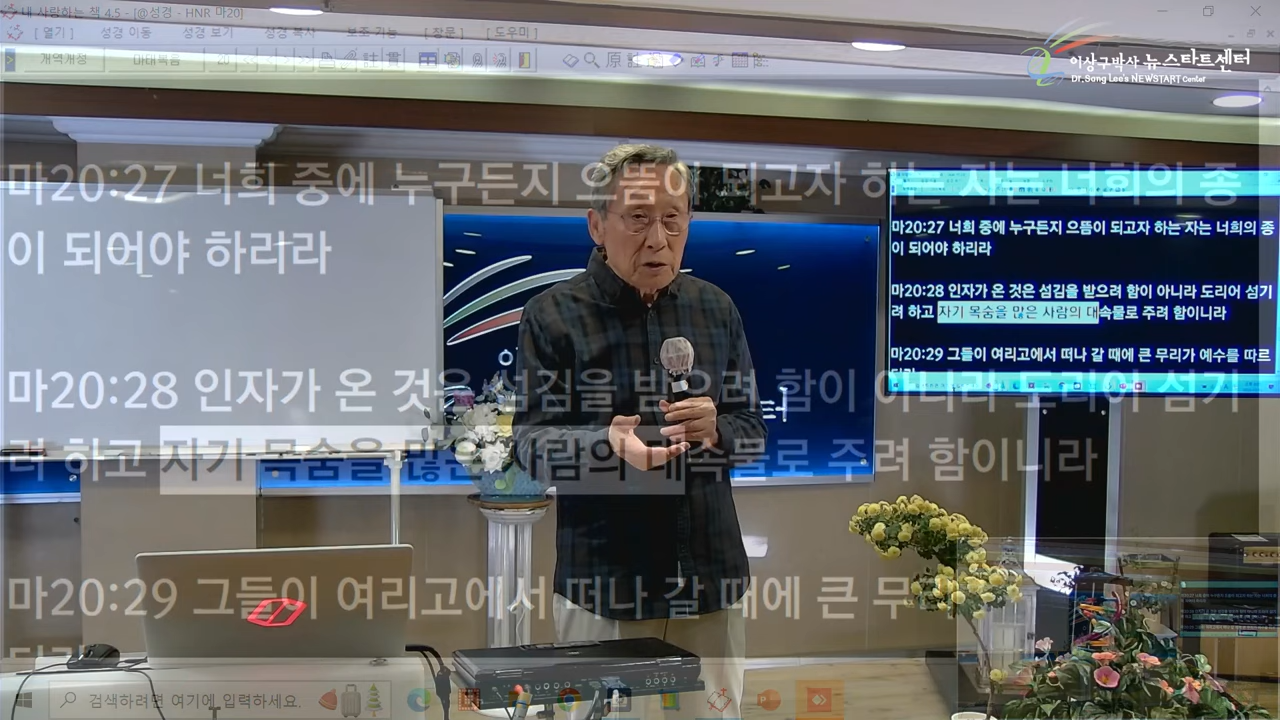 내 사랑하는 책 4.5 - [@성경 - HNR 마20]
[ 열기 ] 성경 이동 성경 보기 성경 복사 보조 기능 [ 창문 ] [ 도우미 ]
개역개정 마태복음 20
이상구박사 뉴스타트센터
Dr. Sang Lee's NEWSTART Center
마20:27 너희 중에 누구든지 으뜸이 되고자 하는 자는 너희의 종
이 되어야 하리라
마20:28 인자가 온 것은 섬김을 받으려 함이 아니라 도리어 섬기
려 하고 자기 목숨을 많은 사람의 대속물로 주려 함이니라
마20:29 그들이 여리고에서 떠나 갈 때에 큰 무
검색하려면 여기에 입력하세요.
마20:27 너희 중에 누구든지 으뜸이 되고자 하는 자는 너희의 종
이 되어야 하리라
마20:28 인자가 온 것은 섬김을 받으려 함이 아니라 도리어 섬기
려 하고 자기 목숨을 많은 사람의 대속물로 주려 함이니라
마20:29 그들이 여리고에서 떠나 갈 때에 큰 무리가 예수를 따르